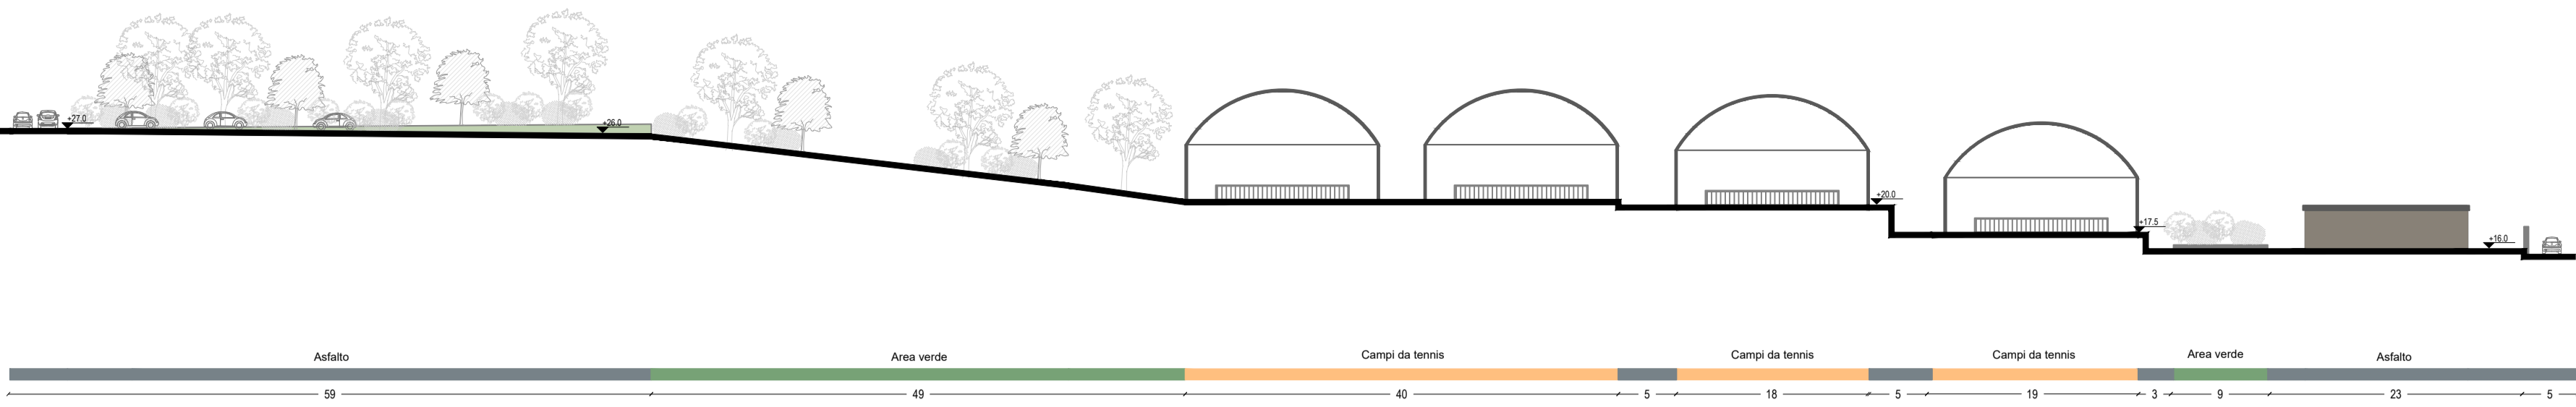 +27.0
+26.0
+20.0
+17.5
+16.0
Asfalto
Area verde
Campi da tennis
Campi da tennis
Campi da tennis
Area verde
Asfalto
59
49
40
5
18
5
19
3
9
23
5